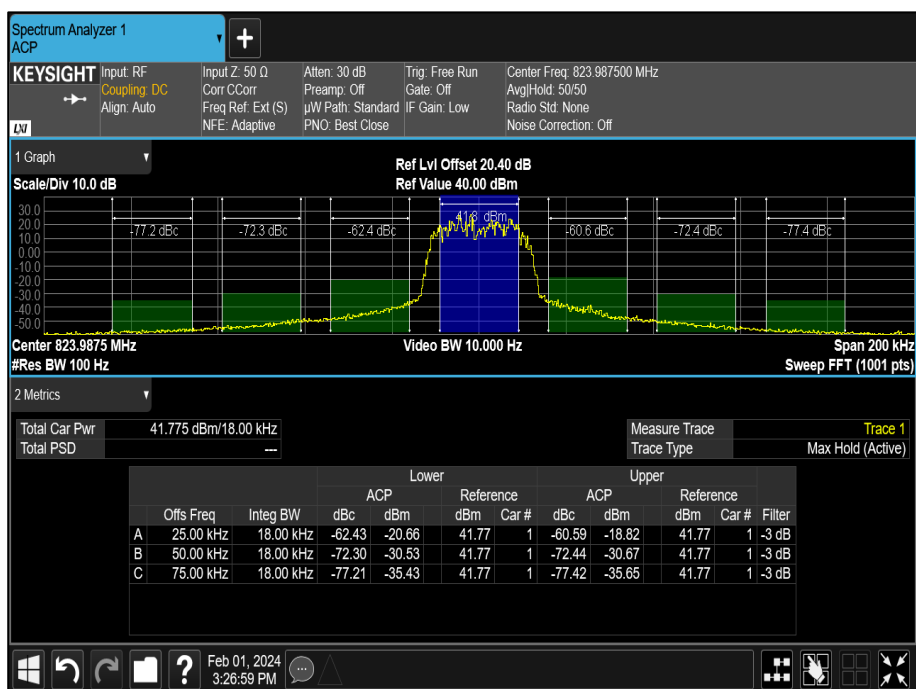 Spectrum Analyzer 1
ACP
+
KEYSIGHT
LXI
Input: RF
Coupling: DC
Align: Auto
Input Z: 50 Ω
Corr CCorr
Freq Ref: Ext (S)
NFE: Adaptive
Atten: 30 dB
Preamp: Off
µW Path: Standard
PNO: Best Close
Trig: Free Run
Gate: Off
IF Gain: Low
Center Freq: 823.987500 MHz
Avg|Hold: 50/50
Radio Std: None
Noise Correction: Off
1 Graph
Scale/Div 10.0 dB
Ref Lvl Offset 20.40 dB
Ref Value 40.00 dBm
30.0
20.0
10.0
0.00
-10.0
-20.0
-30.0
-40.0
-50.0
-77.2 dBc -72.3 dBc -62.4 dBc 41.8 dBm -60.6 dBc -72.4 dBc -77.4 dBc
Center 823.9875 MHz Video BW 10.000 Hz Span 200 kHz
#Res BW 100 Hz Sweep FFT (1001 pts)
2 Metrics
Total Car Pwr 41.775 dBm/18.00 kHz Measure Trace Trace 1
Total PSD --- Trace Type Max Hold (Active)
Lower Upper
ACP Reference ACP Reference
Offs Freq Integ BW dBc dBm dBm Car # dBc dBm dBm Car # Filter
A 25.00 kHz 18.00 kHz -62.43 -20.66 41.77 1 -60.59 -18.82 41.77 1 -3 dB
B 50.00 kHz 18.00 kHz -72.30 -30.53 41.77 1 -72.44 -30.67 41.77 1 -3 dB
C 75.00 kHz 18.00 kHz -77.21 -35.43 41.77 1 -77.42 -35.65 41.77 1 -3 dB
?
Feb 01, 2024
3:26:59 PM